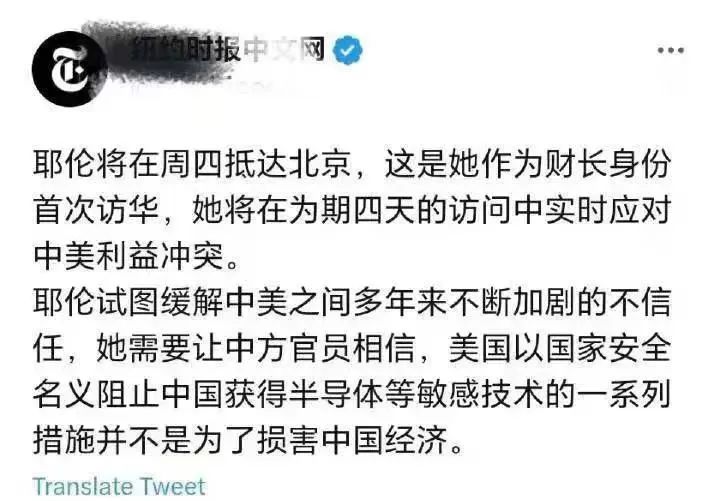 纽约时报中文网
耶伦将在周四抵达北京，这是她作为财长身份
首次访华，她将在为期四天的访问中实时应对
中美利益冲突。
耶伦试图缓解中美之间多年来不断加剧的不信
任，她需要让中方官员相信，美国以国家安全
名义阻止中国获得半导体等敏感技术的一系列
措施并不是为了损害中国经济。
Translate Tweet